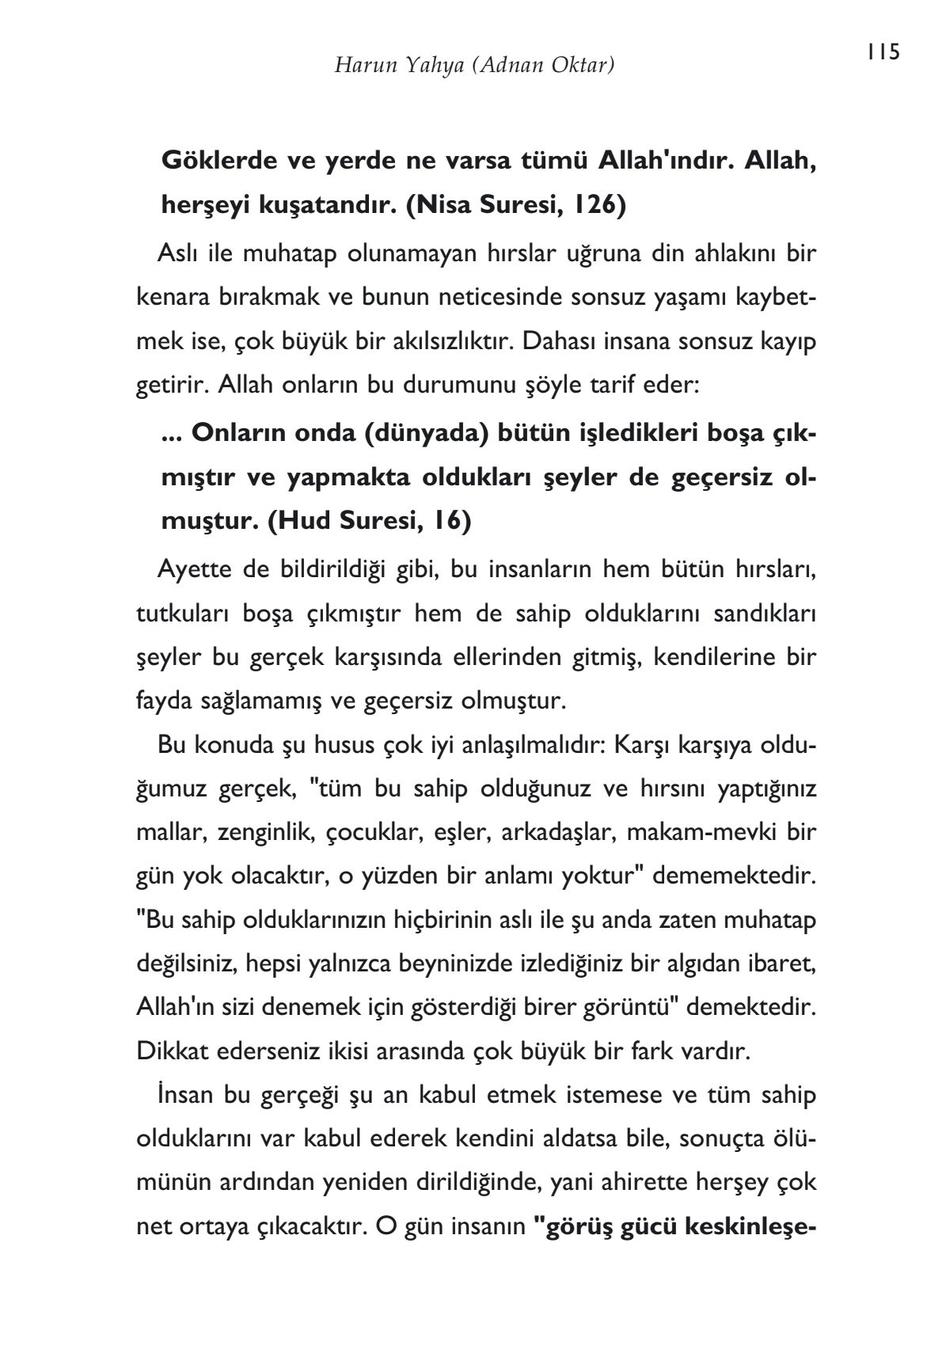 Harun Yahya (Adnan Oktar)
115
Göklerde ve yerde ne varsa tümü Allah'ındır. Allah,
herşeyi kuşatandır. (Nisa Suresi, 126)
Aslı ile muhatap olunamayan hırslar uğruna din ahlakını bir
kenara bırakmak ve bunun neticesinde sonsuz yaşamı kaybet-
mek ise, çok büyük bir akılsızlıktır. Dahası insana sonsuz kayıp
getirir. Allah onların bu durumunu şöyle tarif eder:
... Onların onda (dünyada) bütün işledikleri boşa çık-
mıştır ve yapmakta oldukları şeyler de geçersiz ol-
muştur. (Hud Suresi, 16)
Ayette de bildirildiği gibi, bu insanların hem bütün hırsları,
tutkuları boşa çıkmıştır hem de sahip olduklarını sandıkları
şeyler bu gerçek karşısında ellerinden gitmiş, kendilerine bir
fayda sağlamamış ve geçersiz olmuştur.
Bu konuda şu husus çok iyi anlaşılmalıdır: Karşı karşıya oldu-
ğumuz gerçek, "tüm bu sahip olduğunuz ve hırsını yaptığınız
mallar, zenginlik, çocuklar, eşler, arkadaşlar, makam-mevki bir
gün yok olacaktır, o yüzden bir anlamı yoktur" dememektedir.
"Bu sahip olduklarınızın hiçbirinin aslı ile şu anda zaten muhatap
değilsiniz, hepsi yalnızca beyninizde izlediğiniz bir algıdan ibaret,
Allah'ın sizi denemek için gösterdiği birer görüntü" demektedir.
Dikkat ederseniz ikisi arasında çok büyük bir fark vardır.
İnsan bu gerçeği şu an kabul etmek istemese ve tüm sahip
olduklarını var kabul ederek kendini aldatsa bile, sonuçta ölü-
münün ardından yeniden dirildiğinde, yani ahirette herşey çok
net ortaya çıkacaktır. O gün insanın "görüş gücü keskinleşe-